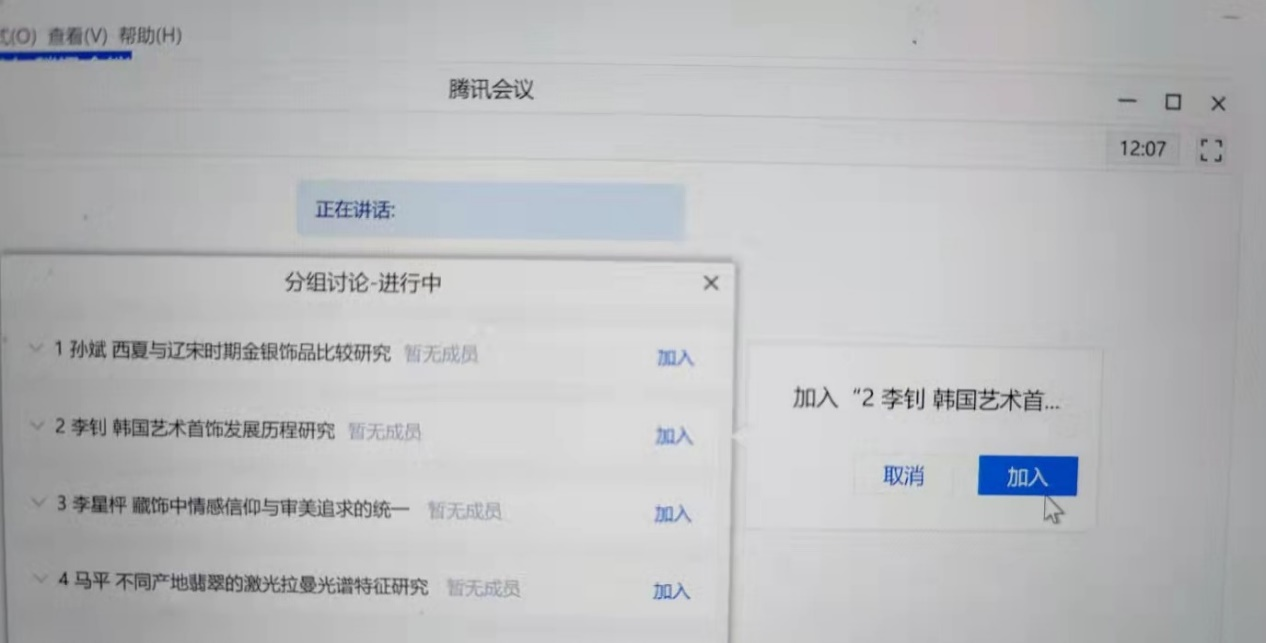 式(O) 查看(V) 帮助(H)
腾讯会议
12:07
正在讲话:
分组讨论-进行中
1 孙斌 西夏与辽宋时期金银饰品比较研究 暂无成员 加入
2 李钊 韩国艺术首饰发展历程研究 暂无成员 加入
3 李星枰 藏饰中情感信仰与审美追求的统一 暂无成员 加入
4 马平 不同产地翡翠的激光拉曼光谱特征研究 暂无成员 加入
加入“2 李钊 韩国艺术首...
取消 加入